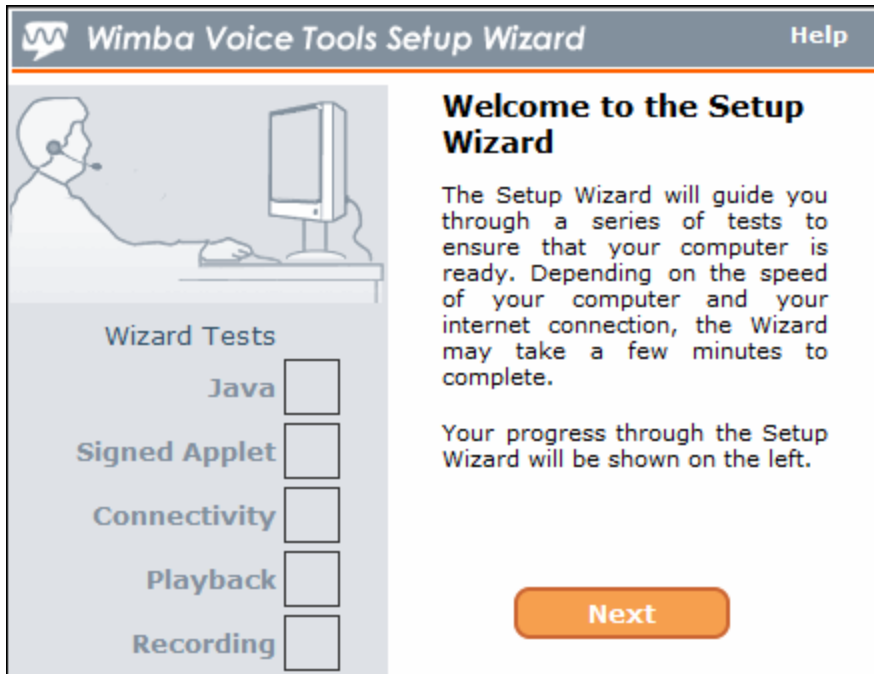 Wimba Voice Tools Setup Wizard
Help
Welcome to the Setup
Wizard
The Setup Wizard will guide you
through a series of tests to
ensure that your computer is
ready. Depending on the speed
of your computer and your
internet connection, the Wizard
may take a few minutes to
complete.
Your progress through the Setup
Wizard will be shown on the left.
Wizard Tests
Java
Signed Applet
Connectivity
Playback
Recording
Next